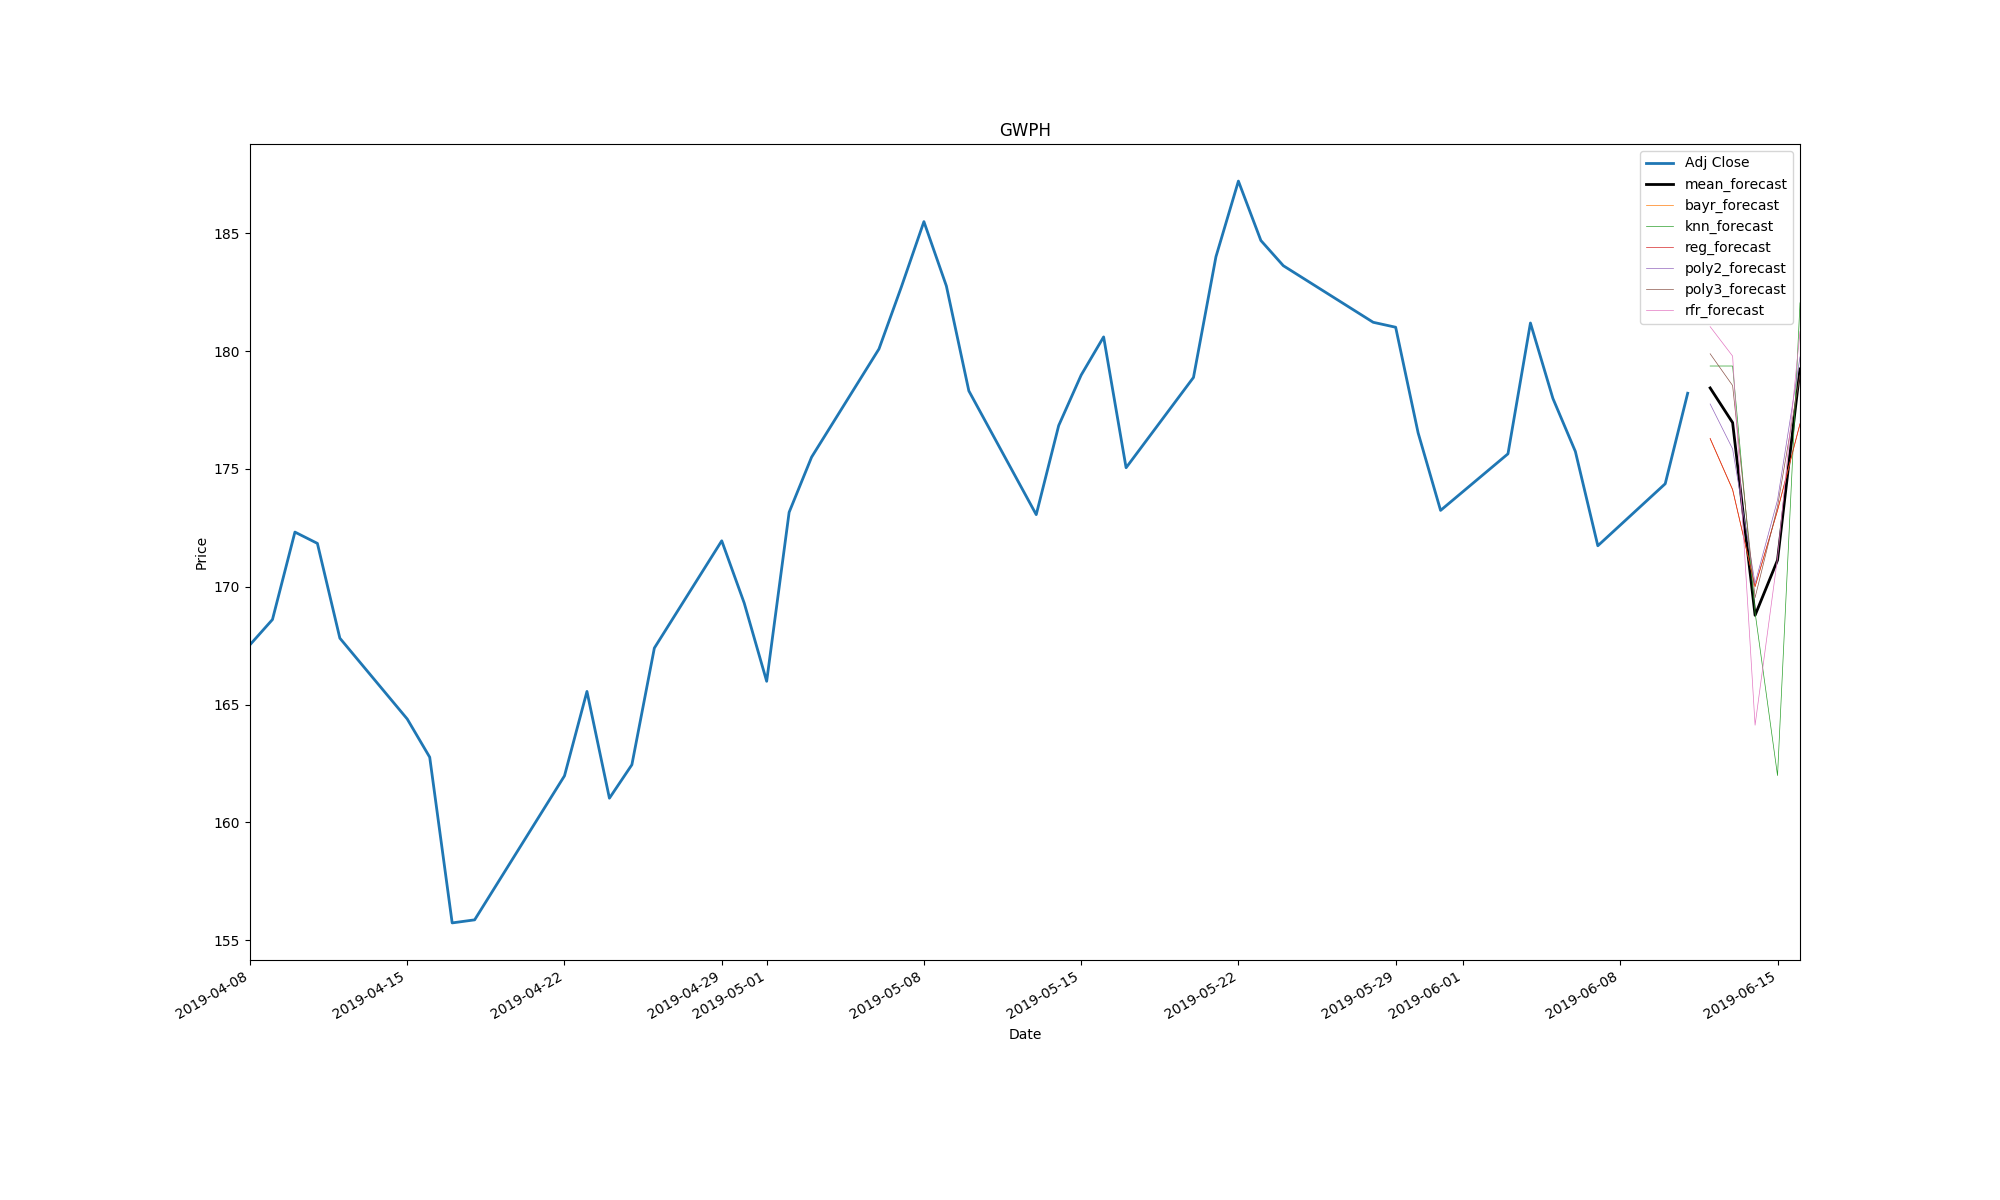 GWPH
Adj Close
mean_forecast
bayr_forecast
knn_forecast
reg_forecast
poly2_forecast
poly3_forecast
rfr_forecast
185
180
175
170
165
160
155
Price
2019-04-08
2019-04-15
2019-04-22
2019-04-29
2019-05-01
2019-05-08
2019-05-15
2019-05-22
2019-05-29
2019-06-01
2019-06-08
2019-06-15
Date